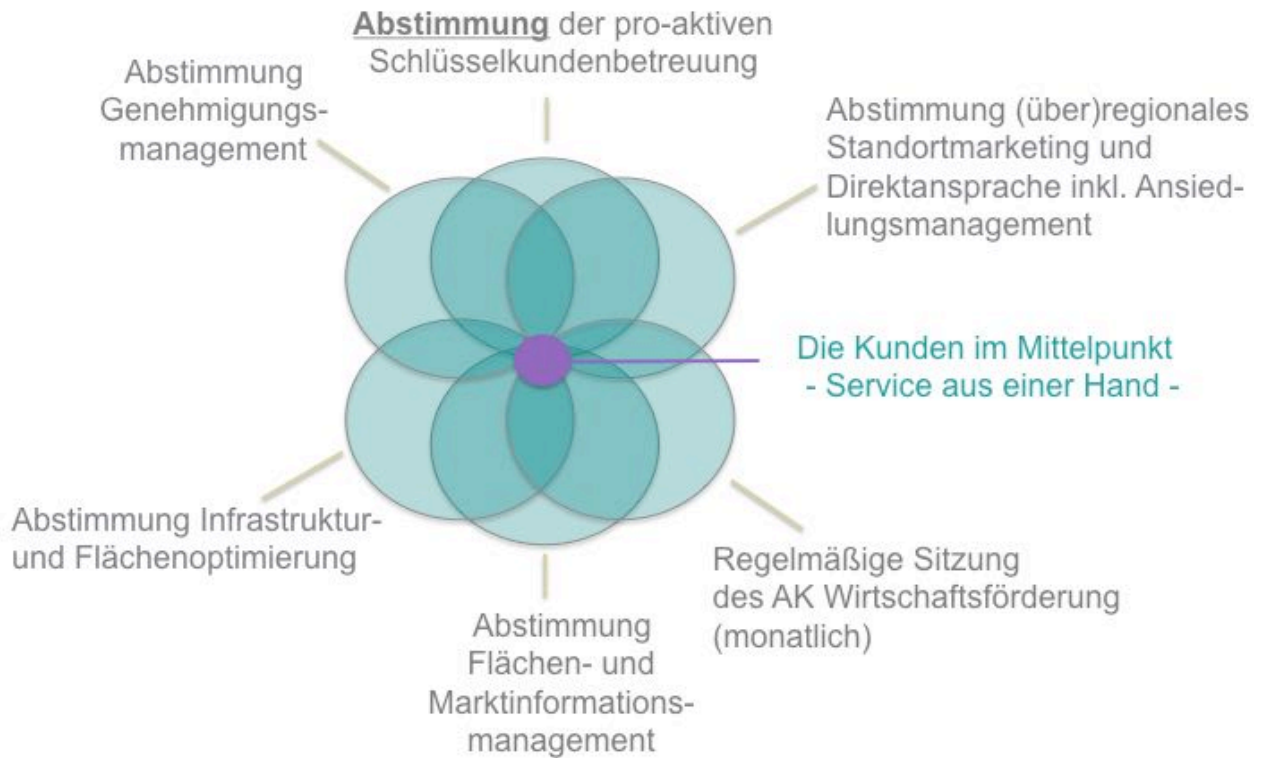 Abstimmung der pro-aktiven
Schlüsselkundenbetreuung
Abstimmung
Genehmigungs-
management
Abstimmung (über)regionales
Standortmarketing und
Direktansprache inkl. Ansied-
lungsmanagement
Die Kunden im Mittelpunkt
- Service aus einer Hand -
Abstimmung Infrastruktur-
und Flächenoptimierung
Regelmäßige Sitzung
des AK Wirtschaftsförderung
(monatlich)
Abstimmung
Flächen- und
Marktinformations-
management